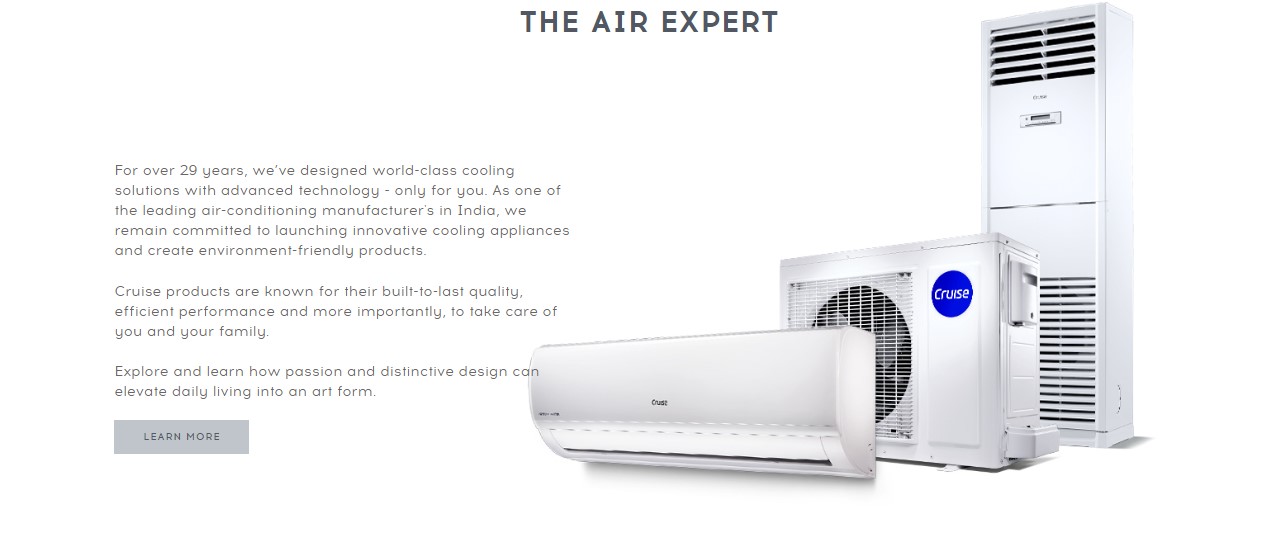 THE AIR EXPERT
For over 29 years, we've designed world-class cooling
solutions with advanced technology - only for you. As one of
the leading air-conditioning manufacturer's in India, we
remain committed to launching innovative cooling appliances
and create environment-friendly products.
Cruise products are known for their built-to-last quality,
efficient performance and more importantly, to take care of
you and your family.
Explore and learn how passion and distinctive design can
elevate daily living into an art form.
LEARN MORE
Cruise
Cruise
Cruise